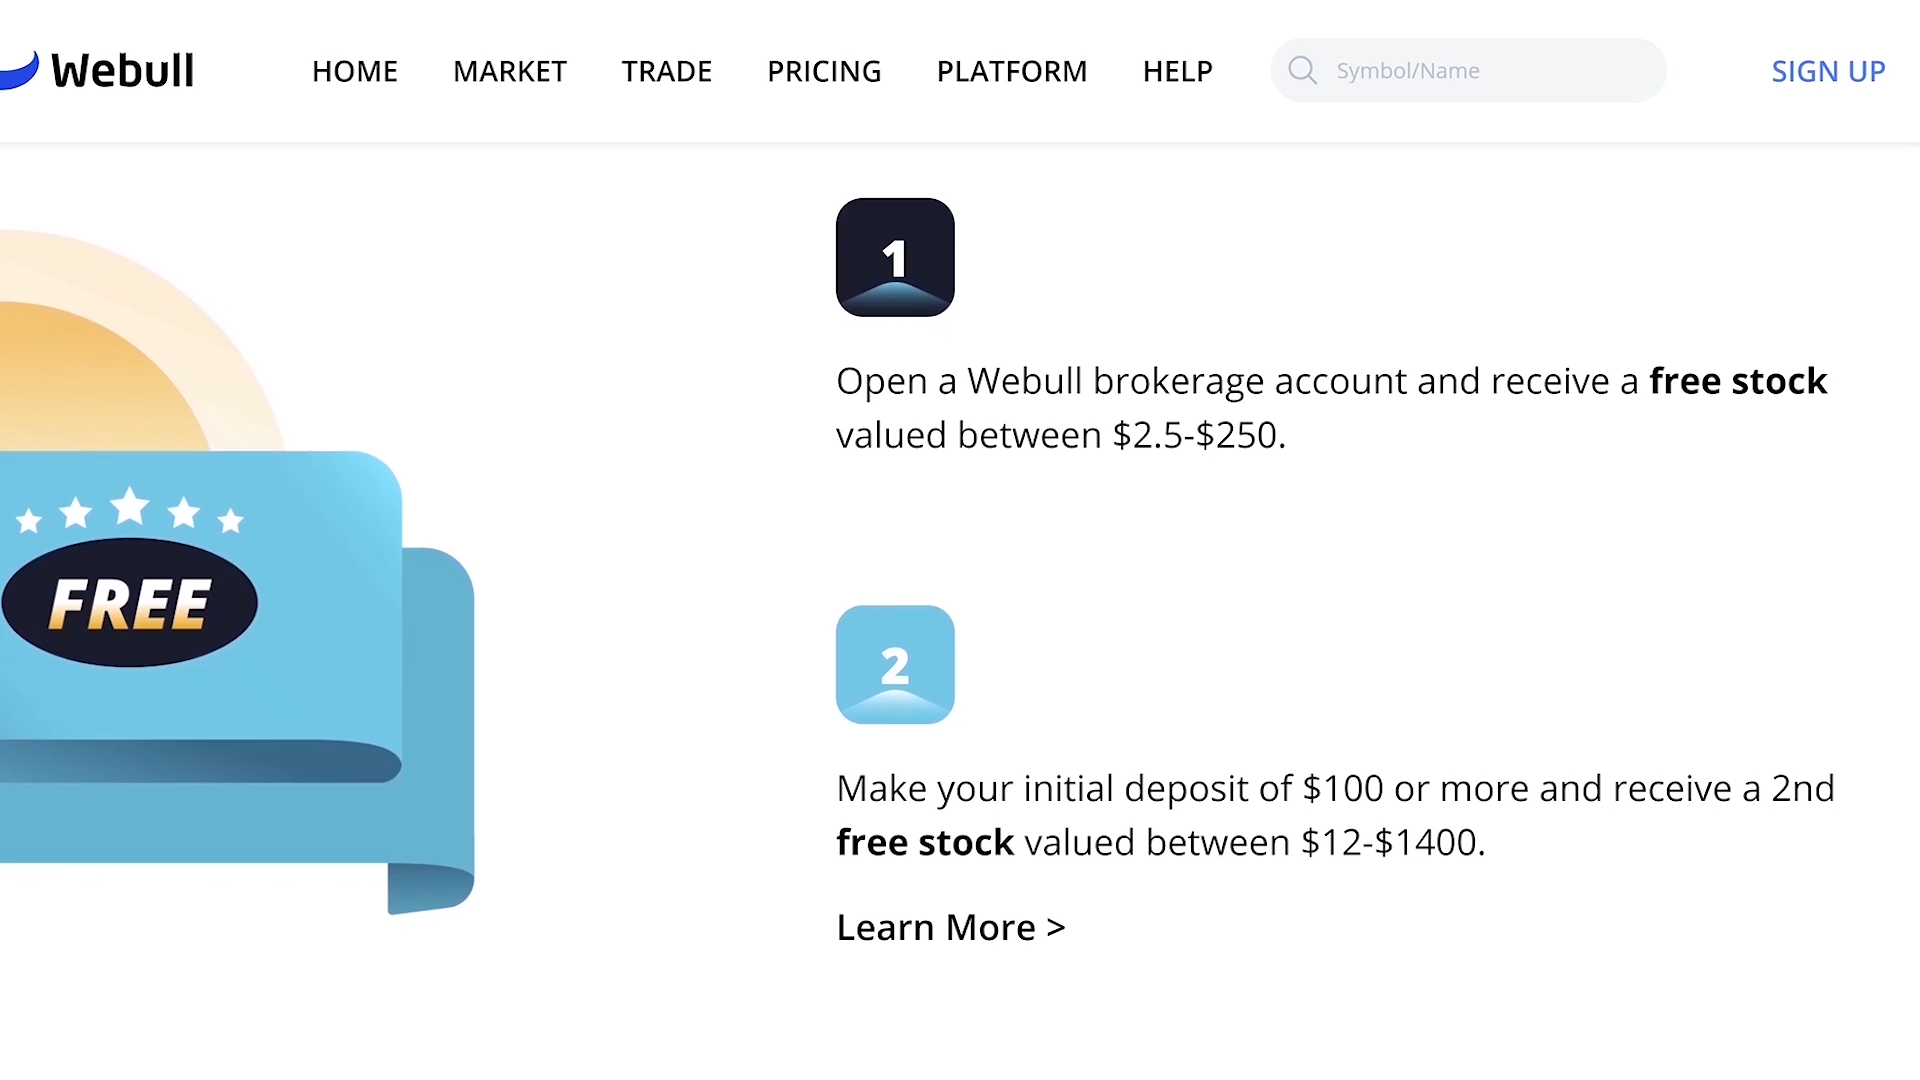 Webull
HOME
MARKET
TRADE
PRICING
PLATFORM
HELP
Symbol/Name
SIGN UP
1
Open a Webull brokerage account and receive a free stock
valued between $2.5-$250.
FREE
2
Make your initial deposit of $100 or more and receive a 2nd
free stock valued between $12-$1400.
Learn More >